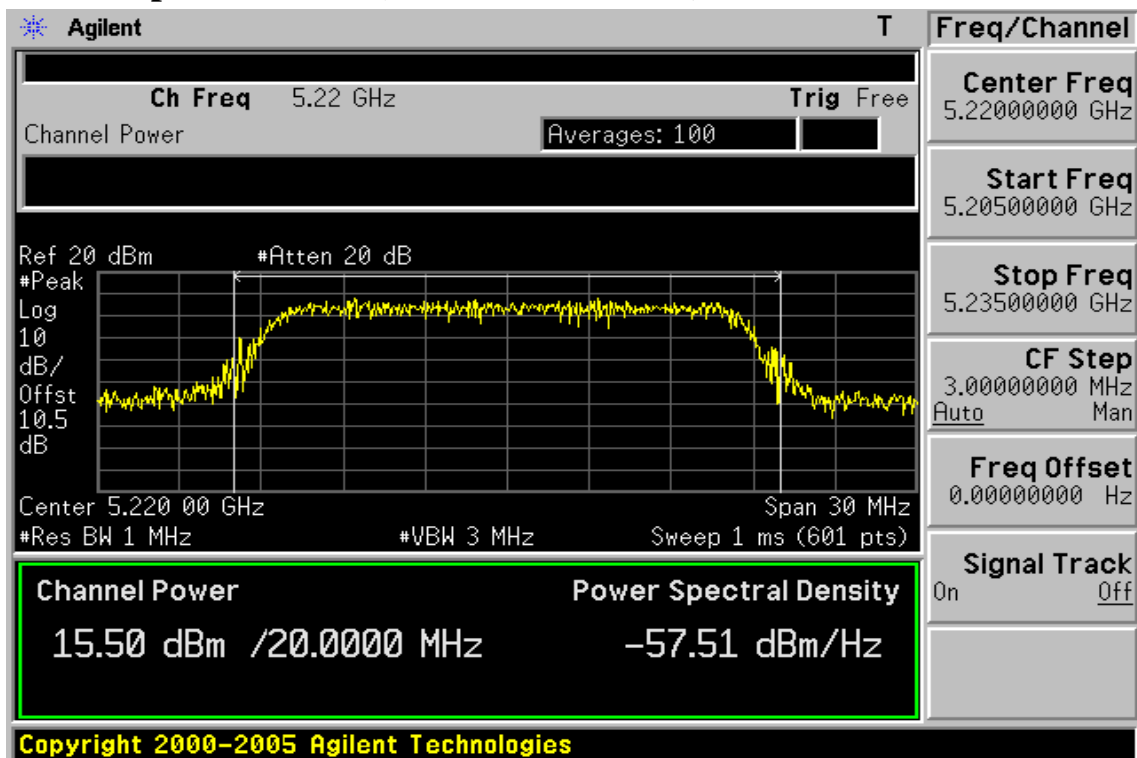 Agilent T
Ch Freq 5.22 GHz Trig Free
Channel Power Averages: 100
Ref 20 dBm #Atten 20 dB
#Peak
Log
10
dB/
Offst
10.5
dB
Center 5.220 00 GHz Span 30 MHz
#Res BW 1 MHz #VBW 3 MHz Sweep 1 ms (601 pts)
Channel Power Power Spectral Density
15.50 dBm /20.0000 MHz -57.51 dBm/Hz
Copyright 2000-2005 Agilent Technologies
Freq/Channel
Center Freq
5.22000000 GHz
Start Freq
5.20500000 GHz
Stop Freq
5.23500000 GHz
CF Step
3.00000000 MHz
Auto Man
Freq Offset
0.00000000 Hz
Signal Track
On Off